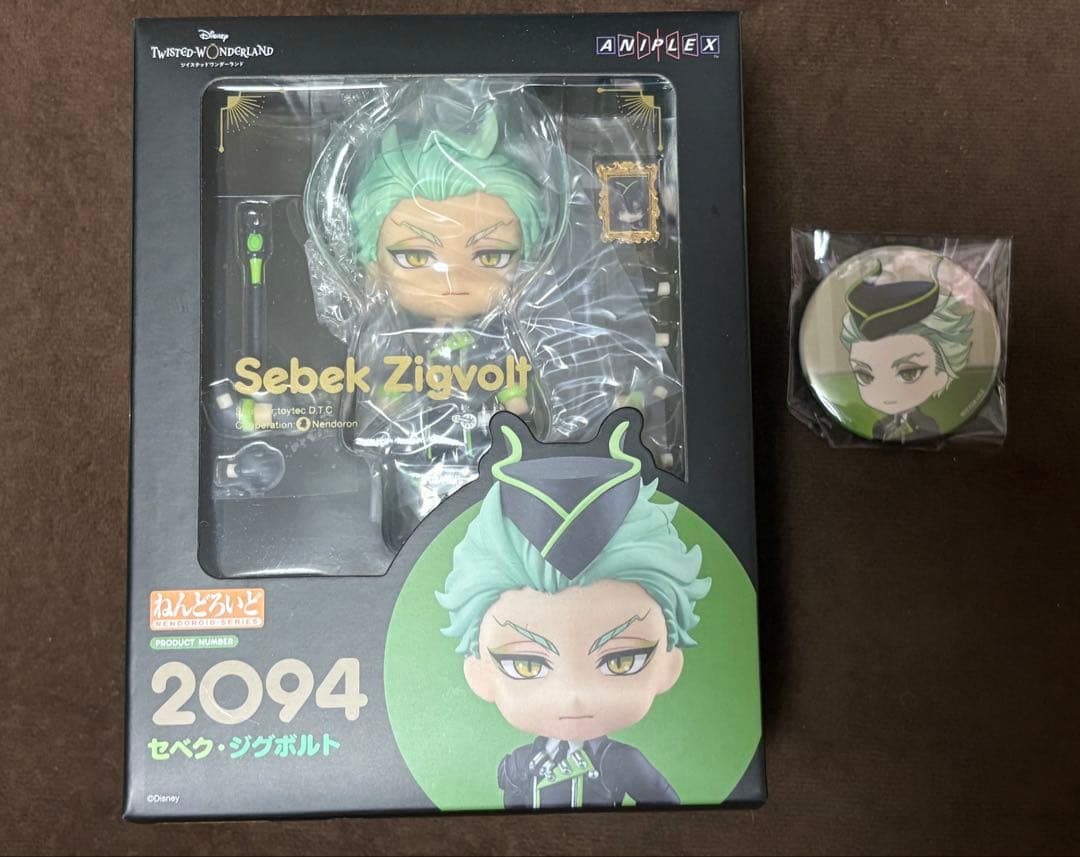 Disney
TWISTED-WONDERLAND
ツイステッドワンダーランド
ANIPLEX
Sebek Zigvolt
toytec D.T.C
Nendoron
ねんどろいど
NENDOROID-SERIES
PRODUCT NUMBER
2094
セベク・ジグボルト
©Disney